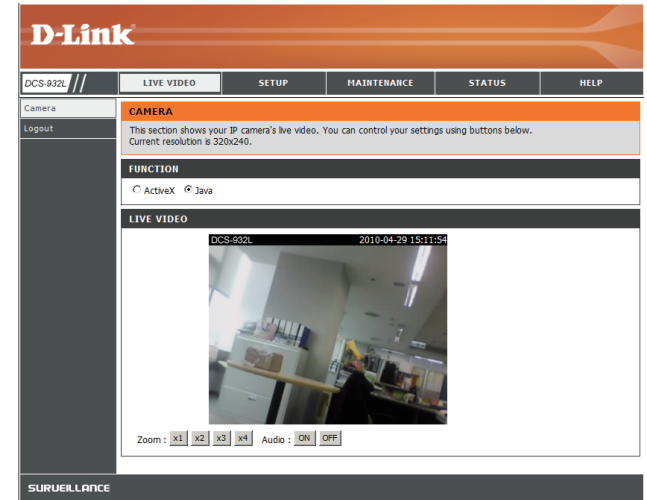 D-Link
DCS-932L // LIVE VIDEO SETUP MAINTENANCE STATUS HELP
Camera
Logout
CAMERA
This section shows your IP camera's live video. You can control your settings using buttons below.
Current resolution is 320x240.
FUNCTION
ActiveX Java
LIVE VIDEO
DCS-932L 2010-04-29 15:11:54
Zoom : x1 x2 x3 x4 Audio : ON OFF
SURVEILLANCE